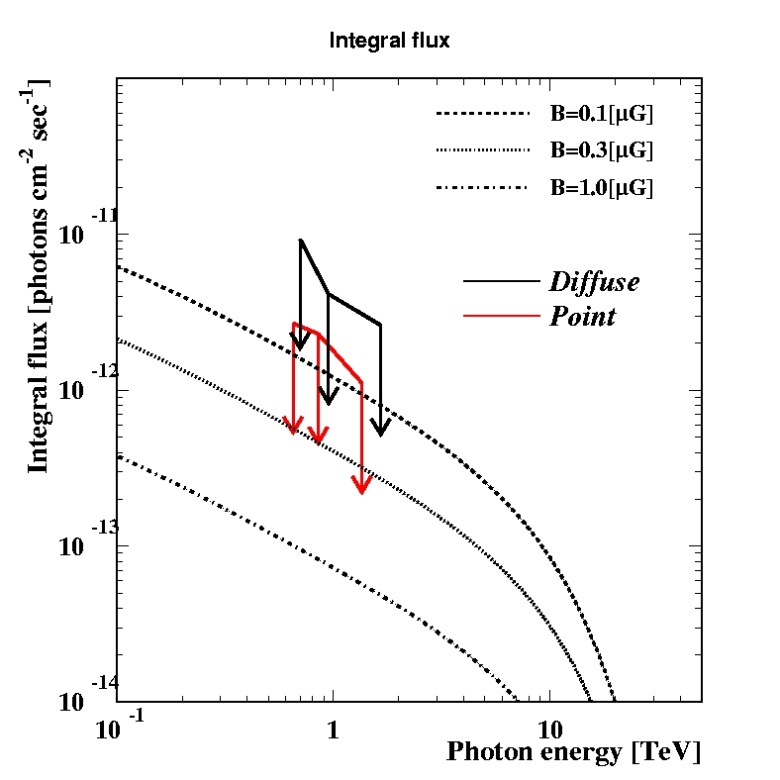 Integral flux
Integral flux [photons cm-2 sec-1]
B=0.1[μG]
B=0.3[μG]
B=1.0[μG]
Diffuse
Point
10 -11
10 -12
10 -13
10 -14
10 -1
1
10
Photon energy [TeV]